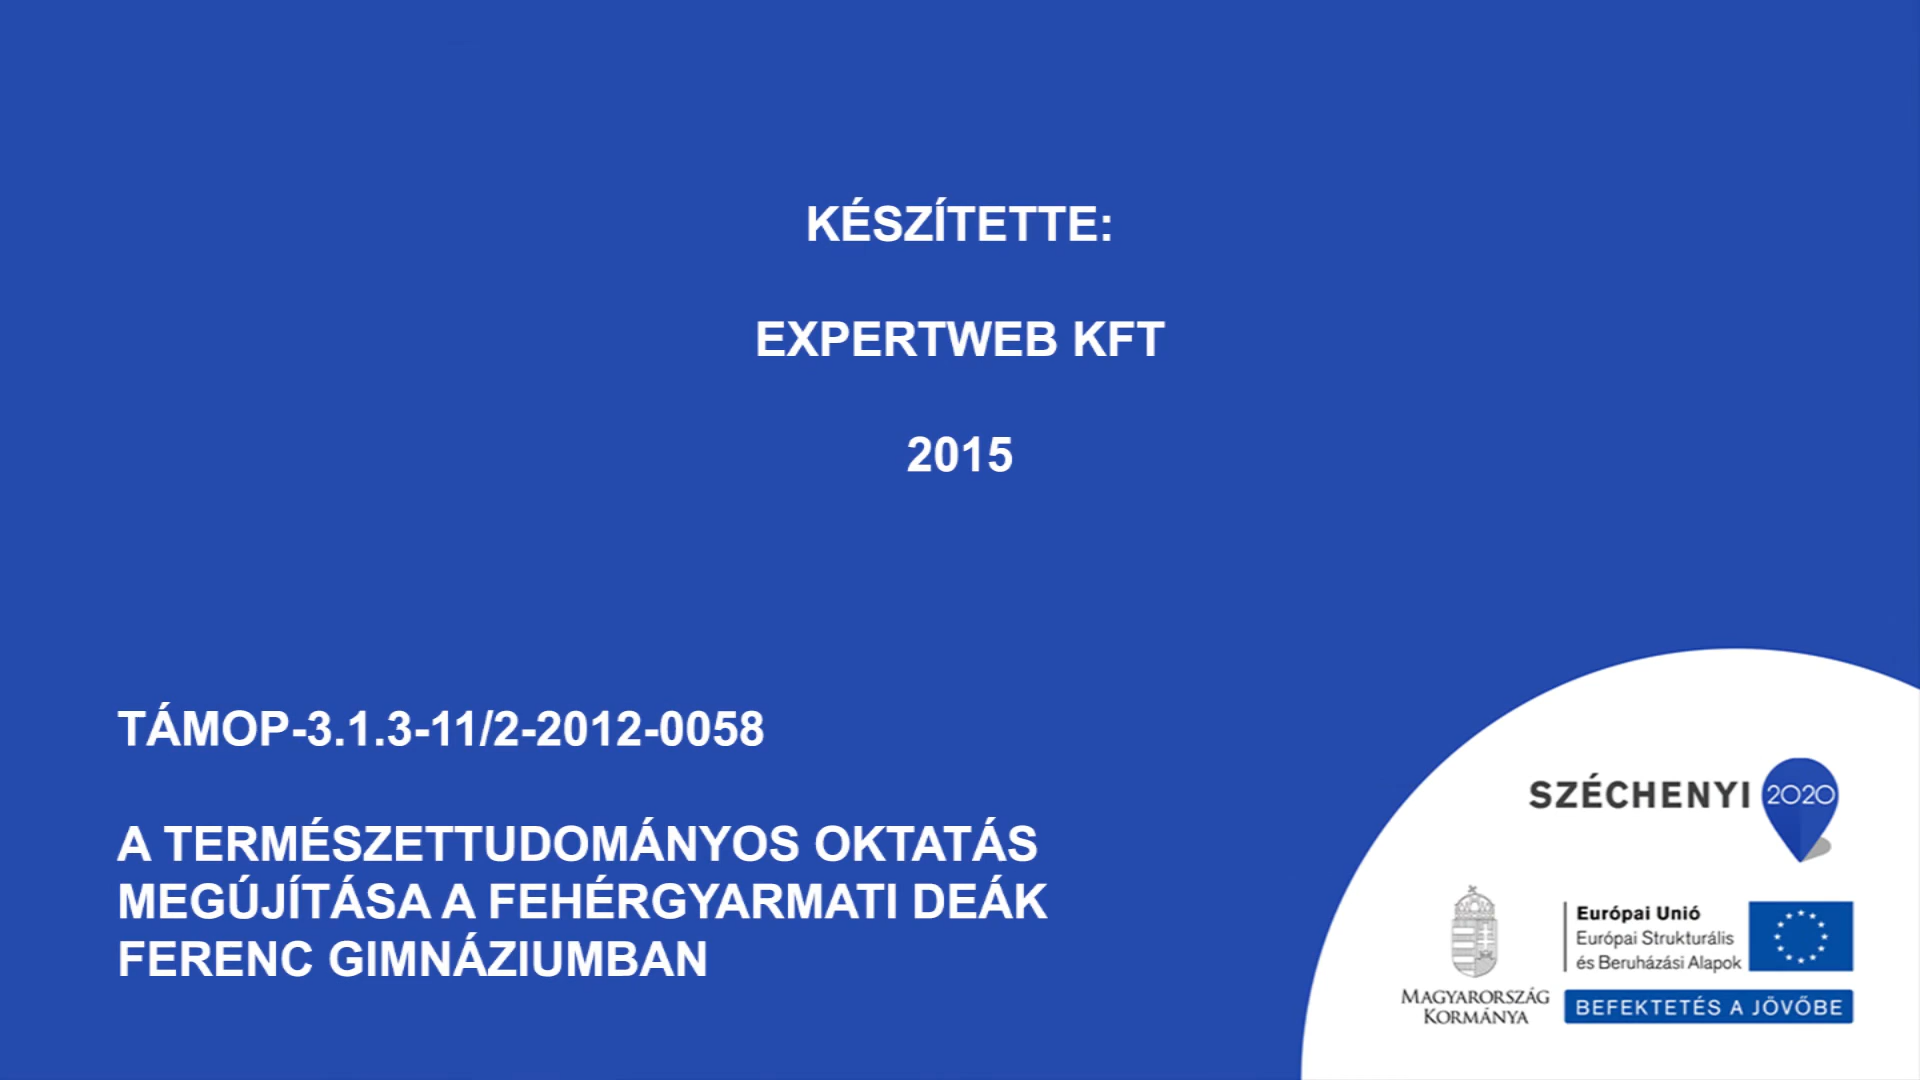 KÉSZÍTETTE:
EXPERTWEB KFT
2015
TÁMOP-3.1.3-11/2-2012-0058
A TERMÉSZETTUDOMÁNYOS OKTATÁS
MEGÚJÍTÁSA A FEHÉRGYARMATI DEÁK
FERENC GIMNÁZIUMBAN
SZÉCHENYI 2020
MAGYARORSZÁG
KORMÁNYA
Európai Unió
Európai Strukturális
és Beruházási Alapok
BEFEKTETÉS A JÖVŐBE